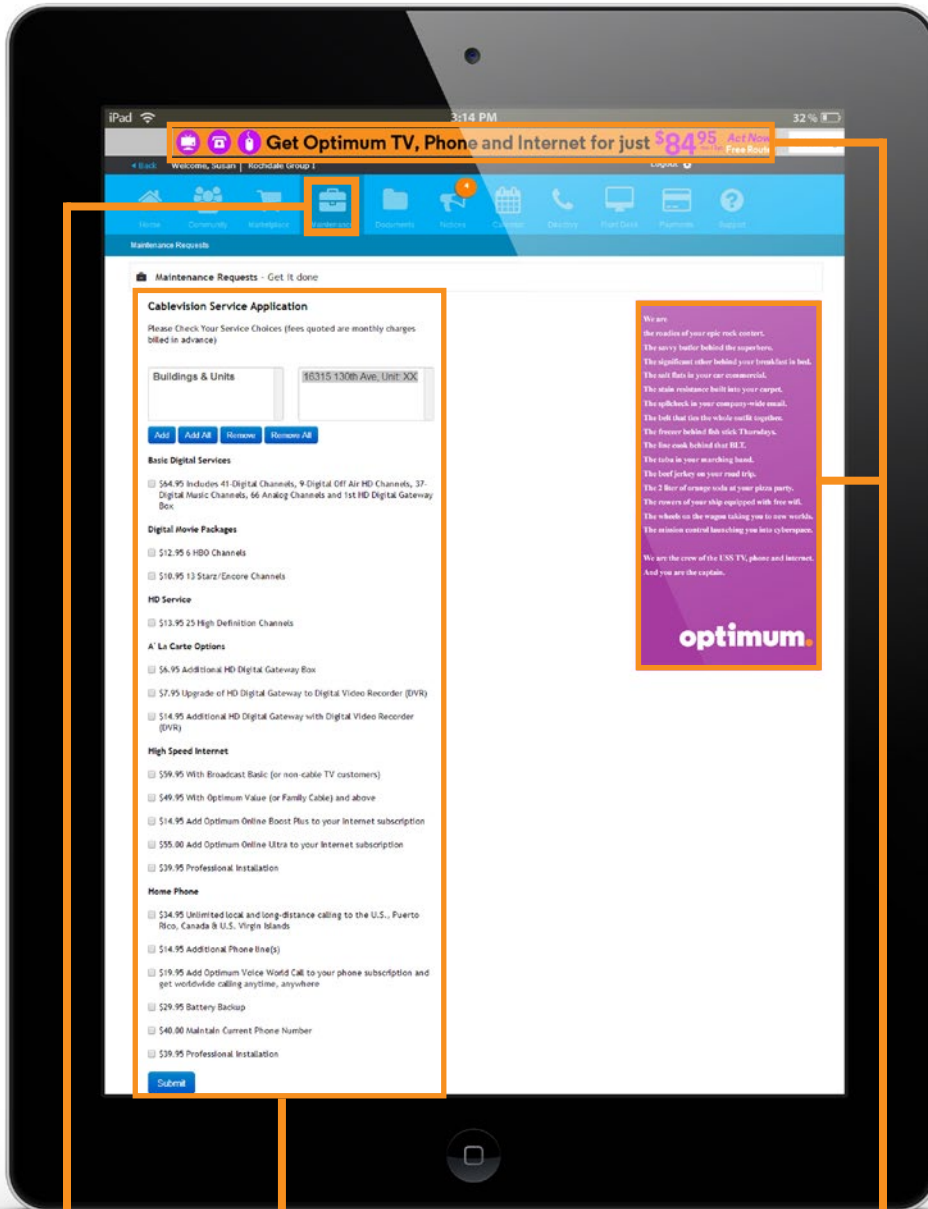 iPad 3:14 PM 32%
Get Optimum TV, Phone and Internet for just $84.95 Act Now
Free Route
Back Welcome, Susan | Rochdale Group I Logout
4
Home Community Marketplace Maintenance Documents Notices Calendar Directory Front Desk Payments Support
Maintenance Requests
Maintenance Requests - Get it done
Cablevision Service Application
Please Check Your Service Choices (fees quoted are monthly charges
billed in advance)
Buildings & Units
16315 130th Ave, Unit: XX
Add Add All Remove Remove All
Basic Digital Services
$64.95 Includes 41-Digital Channels, 9-Digital Off Air HD Channels, 37-
Digital Music Channels, 66 Analog Channels and 1st HD Digital Gateway
Box
Digital Movie Packages
$12.95 6 HBO Channels
$10.95 13 Starz/Encore Channels
HD Service
$13.95 25 High Definition Channels
A' La Carte Options
$6.95 Additional HD Digital Gateway Box
$7.95 Upgrade of HD Digital Gateway to Digital Video Recorder (DVR)
$14.95 Additional HD Digital Gateway with Digital Video Recorder
(DVR)
High Speed Internet
$59.95 With Broadcast Basic (or non-cable TV customers)
$49.95 With Optimum Value (or Family Cable) and above
$14.95 Add Optimum Online Boost Plus to your Internet subscription
$55.00 Add Optimum Online Ultra to your Internet subscription
$39.95 Professional Installation
Home Phone
$34.95 Unlimited local and long-distance calling to the U.S., Puerto
Rico, Canada & U.S. Virgin Islands
$14.95 Additional Phone line(s)
$19.95 Add Optimum Voice World Call to your phone subscription and
get worldwide calling anytime, anywhere
$29.95 Battery Backup
$40.00 Maintain Current Phone Number
$39.95 Professional Installation
Submit
We are
the roadies of your epic rock contert.
The savvy butler behind the superhero.
The significant other behind your breakfast in bed.
The salt flats in your car commercial.
The stain resistance built into your carpet.
The spllcheck in your company-wide email.
The belt that ties the whole outfit together.
The freezer behind fish stick Thursdays.
The line cook behind that BLT.
The tuba in your marching band.
The beef jerkey on your road trip.
The 2 liter of orange soda at your pizza party.
The rowers of your ship equipped with free wifi.
The wheels on the wagon taking you to new worlds.
The mission control launching you into cyberspace.
We are the crew of the USS TV, phone and internet.
And you are the captain.
optimum.